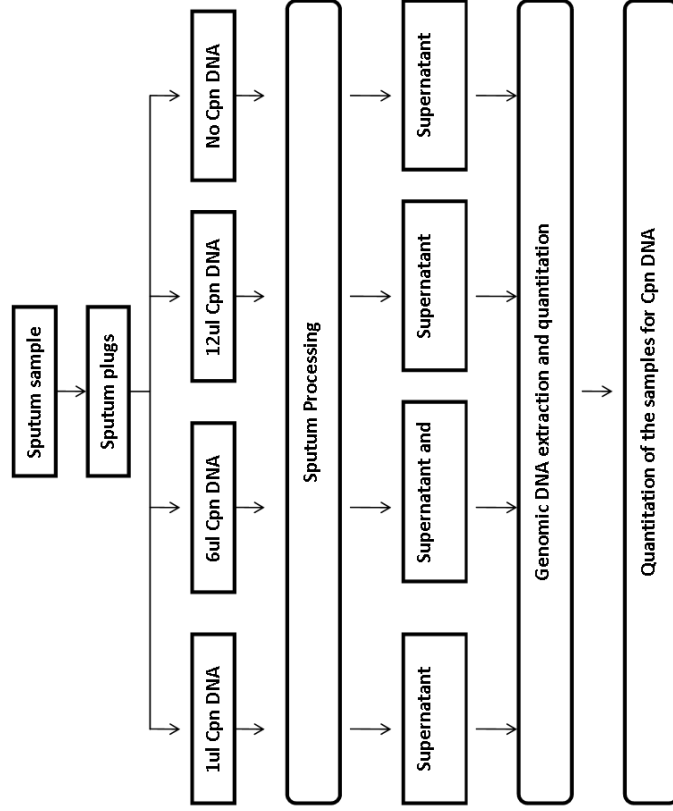 Sputum sample
Sputum plugs
1ul Cpn DNA
6ul Cpn DNA
12ul Cpn DNA
No Cpn DNA
Sputum Processing
Supernatant
Supernatant and
Supernatant
Supernatant
Genomic DNA extraction and quantitation
Quantitation of the samples for Cpn DNA